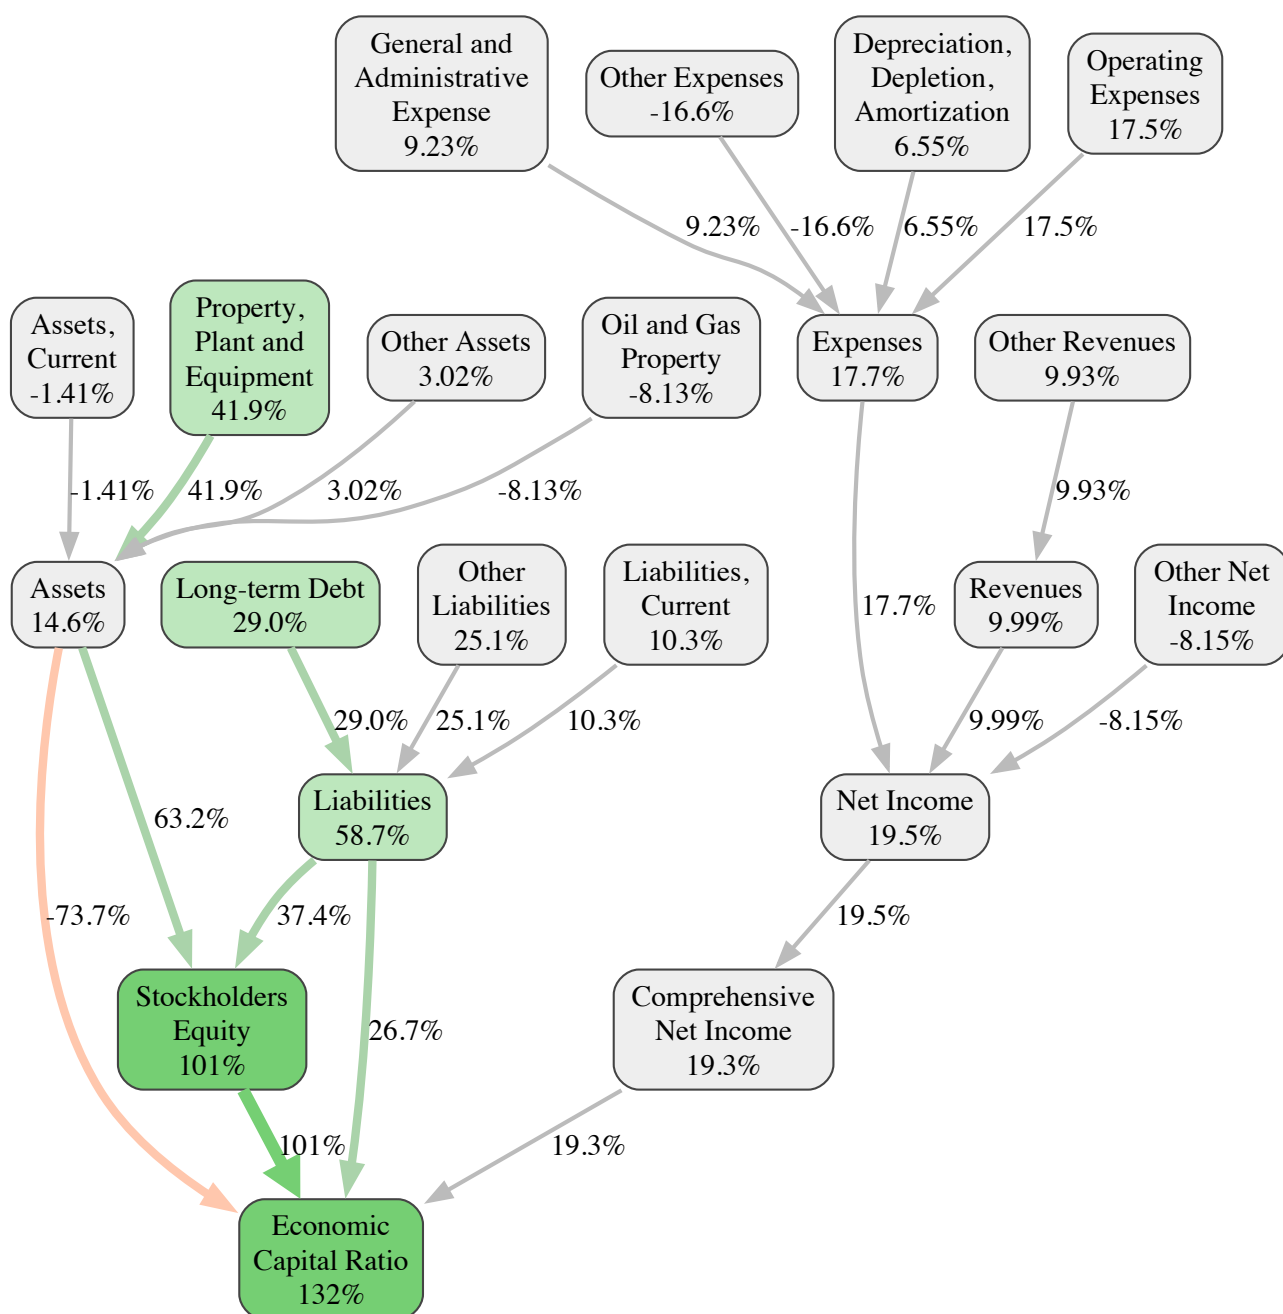 General and
Administrative
Expense
9.23%
Other Expenses
-16.6%
Depreciation,
Depletion,
Amortization
6.55%
Operating
Expenses
17.5%
9.23%
-16.6%
6.55%
17.5%
Assets,
Current
-1.41%
Property,
Plant and
Equipment
41.9%
Other Assets
3.02%
Oil and Gas
Property
-8.13%
Expenses
17.7%
Other Revenues
9.93%
-1.41%
41.9%
3.02%
-8.13%
9.93%
Assets
14.6%
Long-term Debt
29.0%
Other
Liabilities
25.1%
Liabilities,
Current
10.3%
17.7%
Revenues
9.99%
Other Net
Income
-8.15%
29.0%
25.1%
10.3%
9.99%
-8.15%
63.2%
Liabilities
58.7%
Net Income
19.5%
-73.7%
37.4%
19.5%
Stockholders
Equity
101%
26.7%
Comprehensive
Net Income
19.3%
101%
19.3%
Economic
Capital Ratio
132%